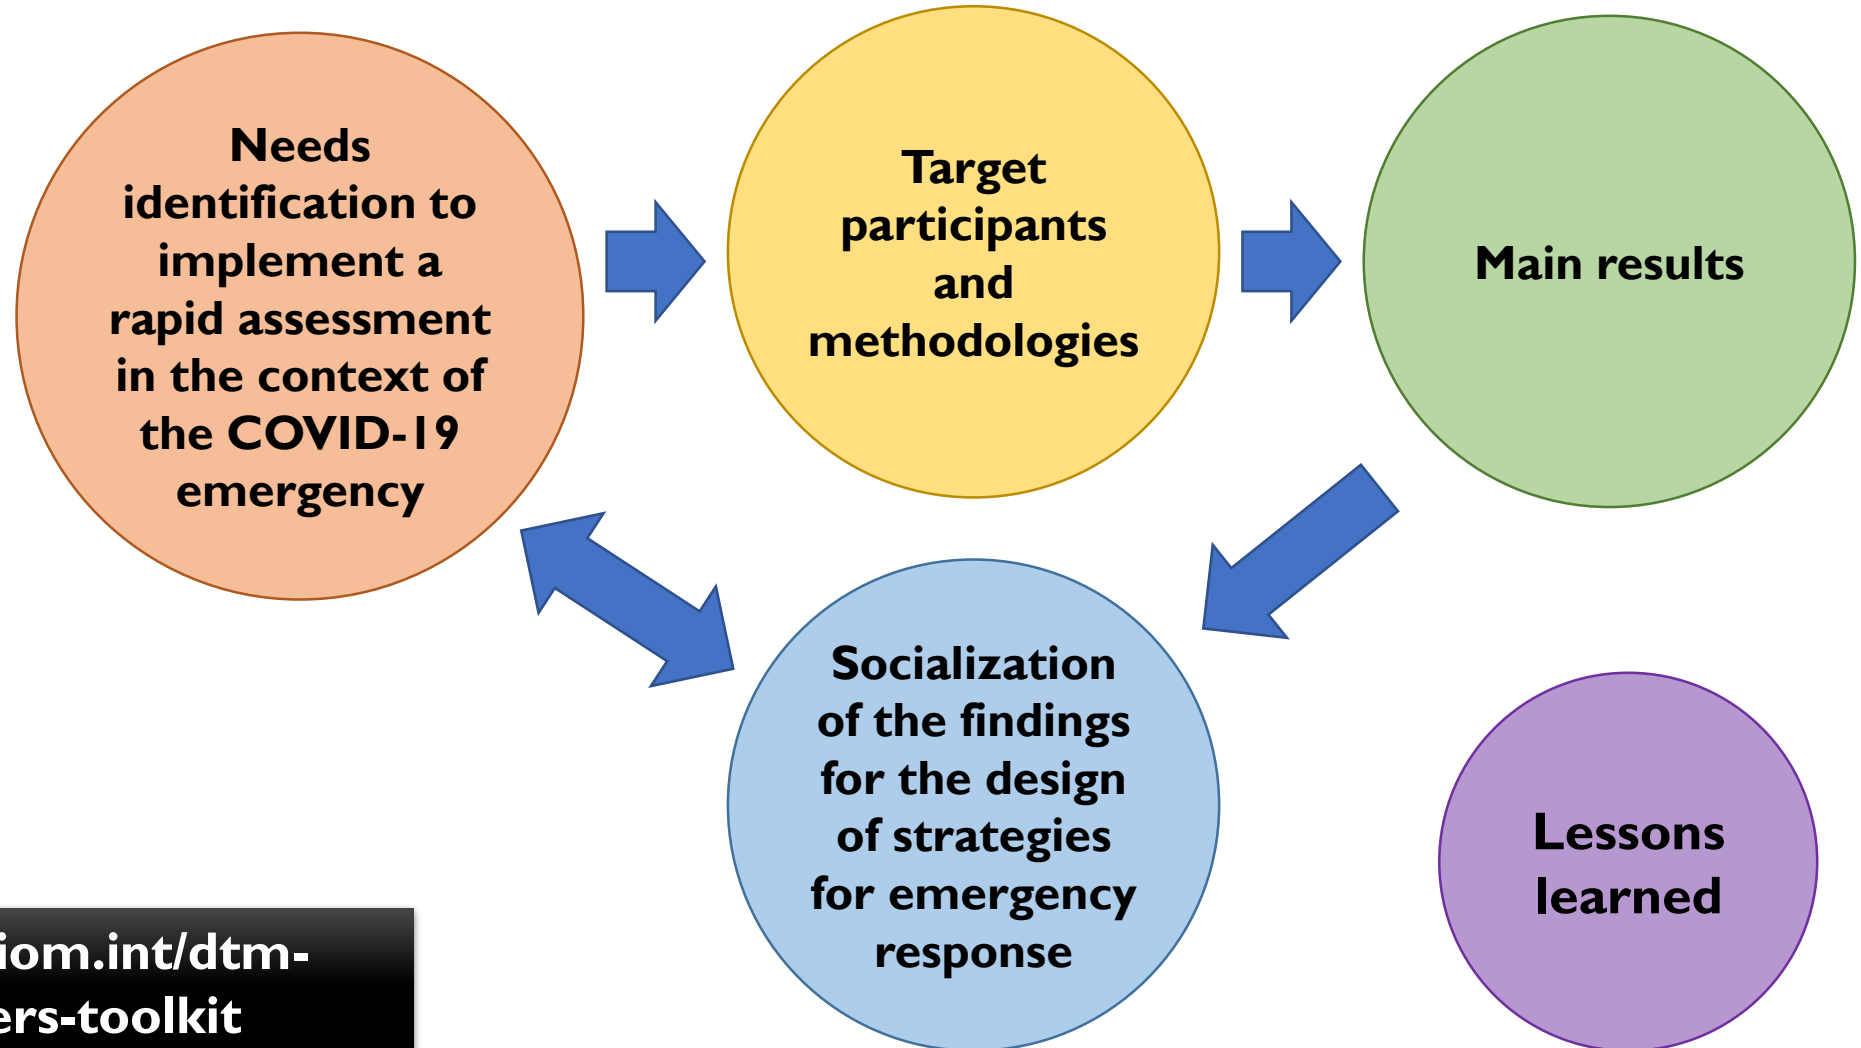 Needs
identification to
implement a
rapid assessment
in the context of
the COVID-19
emergency
Target
participants
and
methodologies
Main results
Socialization
of the findings
for the design
of strategies
for emergency
response
Lessons
learned
iom.int/dtm-
ers-toolkit